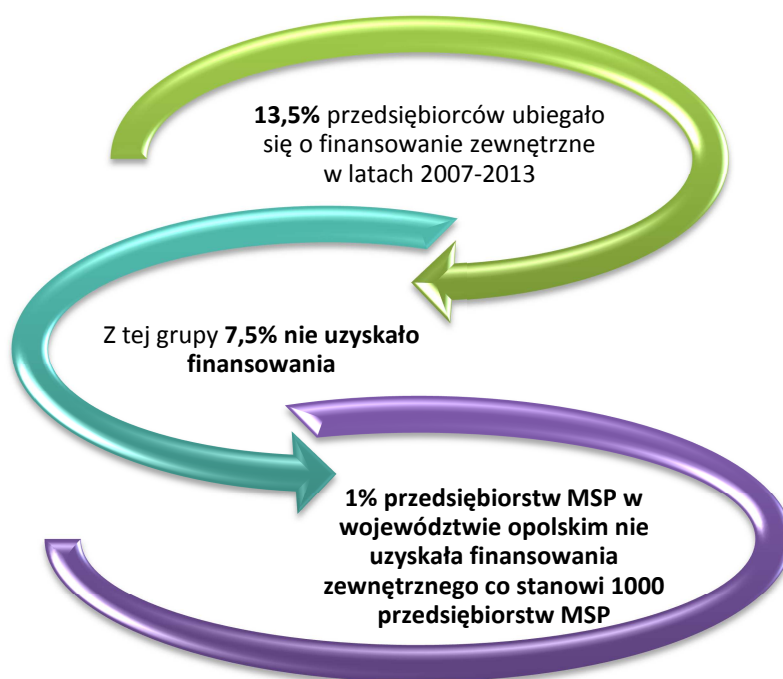 13,5% przedsiębiorców ubiegało
się o finansowanie zewnętrzne
w latach 2007-2013
Z tej grupy 7,5% nie uzyskało
finansowania
1% przedsiębiorstw MSP w
województwie opolskim nie
uzyskała finansowania
zewnętrznego co stanowi 1000
przedsiębiorstw MSP